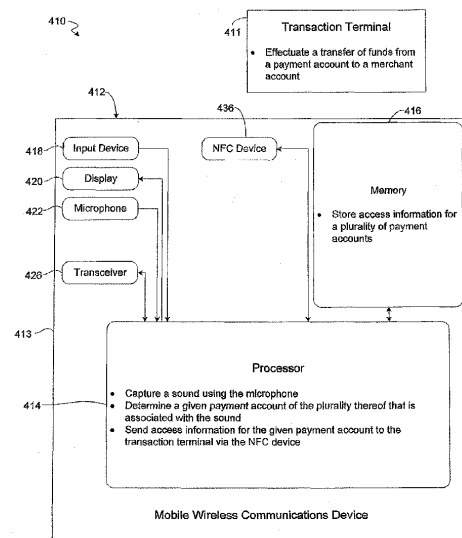 410
411
Transaction Terminal
• Effectuate a transfer of funds from
a payment account to a merchant
account
412
436
416
418
Input Device
NFC Device
420
Display
422
Microphone
Memory
• Store access information for
a plurality of payment
accounts
426
Transceiver
413
Processor
414
• Capture a sound using the microphone
• Determine a given payment account of the plurality thereof that is
associated with the sound
• Send access information for the given payment account to the
transaction terminal via the NFC device
Mobile Wireless Communications Device